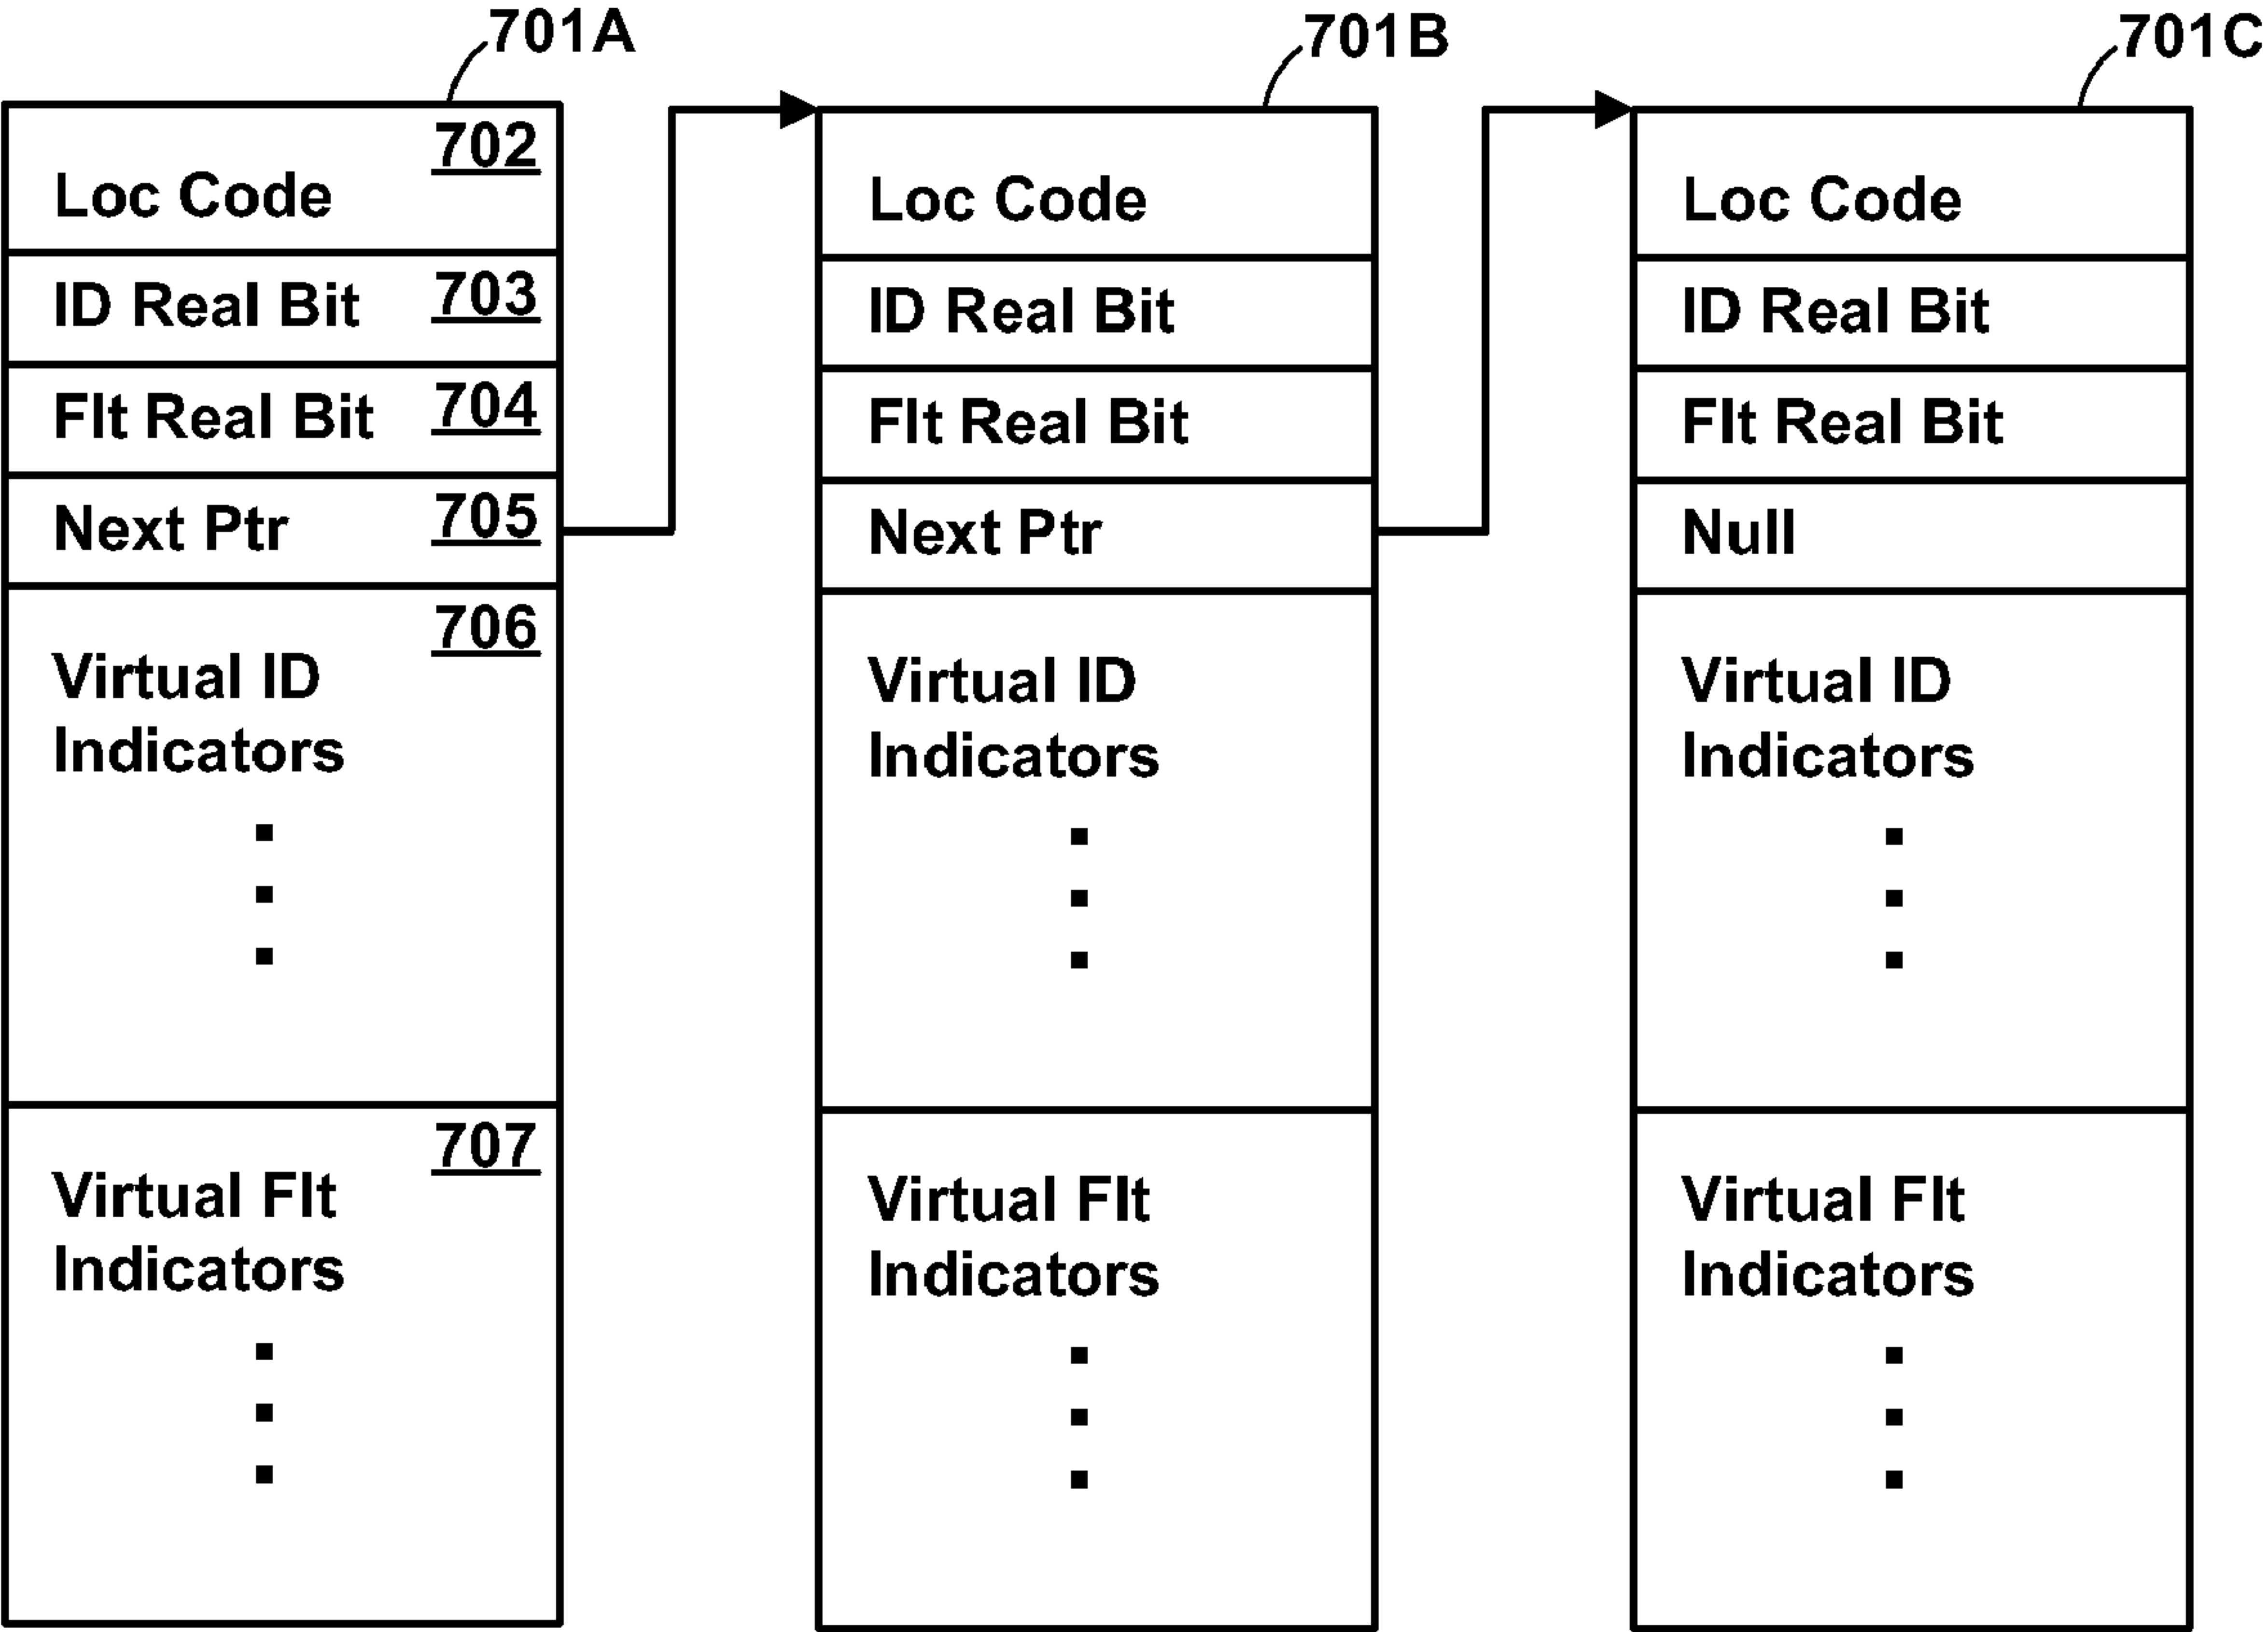 701A
702
Loc Code
ID Real Bit 703
Flt Real Bit 704
Next Ptr 705
706
Virtual ID
Indicators
707
Virtual Flt
Indicators
701B
Loc Code
ID Real Bit
Flt Real Bit
Next Ptr
Virtual ID
Indicators
Virtual Flt
Indicators
701C
Loc Code
ID Real Bit
Flt Real Bit
Null
Virtual ID
Indicators
Virtual Flt
Indicators